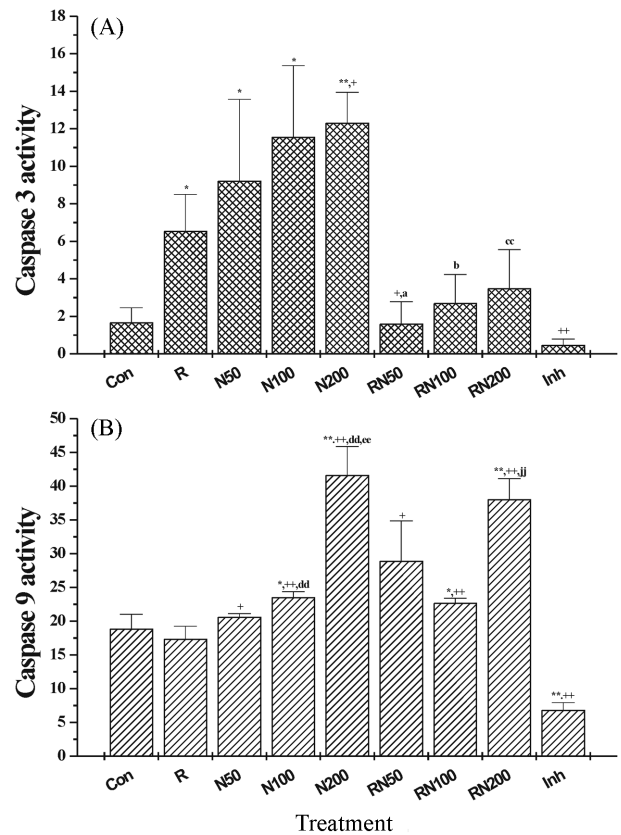 (A)
Caspase 3 activity
18
16
14
12
10
8
6
4
2
0
*
*
*
**,+
+,a
b
cc
++
Con
R
N50
N100
N200
RN50
RN100
RN200
Inh
(B)
Caspase 9 activity
50
45
40
35
30
25
20
15
10
5
0
+
*,++,dd
**.++,dd,ee
+
*,++
**,++,jj
**.++
Con
R
N50
N100
N200
RN50
RN100
RN200
Inh
Treatment